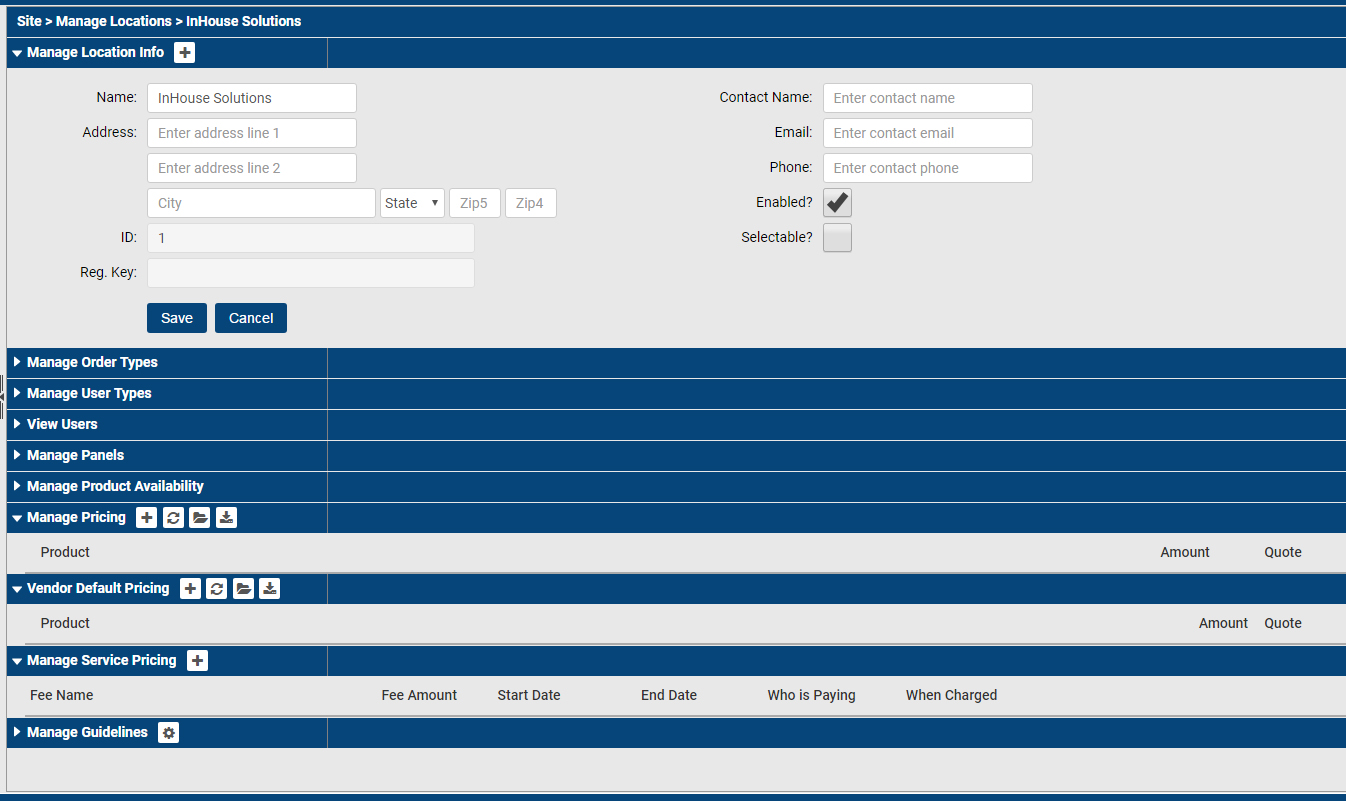 Site > Manage Locations > InHouse Solutions
Manage Location Info
Name: InHouse Solutions
Contact Name: Enter contact name
Address: Enter address line 1
Email: Enter contact email
Enter address line 2
Phone: Enter contact phone
City State Zip5 Zip4
Enabled?
ID: 1
Selectable?
Reg. Key:
Save Cancel
Manage Order Types
Manage User Types
View Users
Manage Panels
Manage Product Availability
Manage Pricing
Product Amount Quote
Vendor Default Pricing
Product Amount Quote
Manage Service Pricing
Fee Name Fee Amount Start Date End Date Who is Paying When Charged
Manage Guidelines